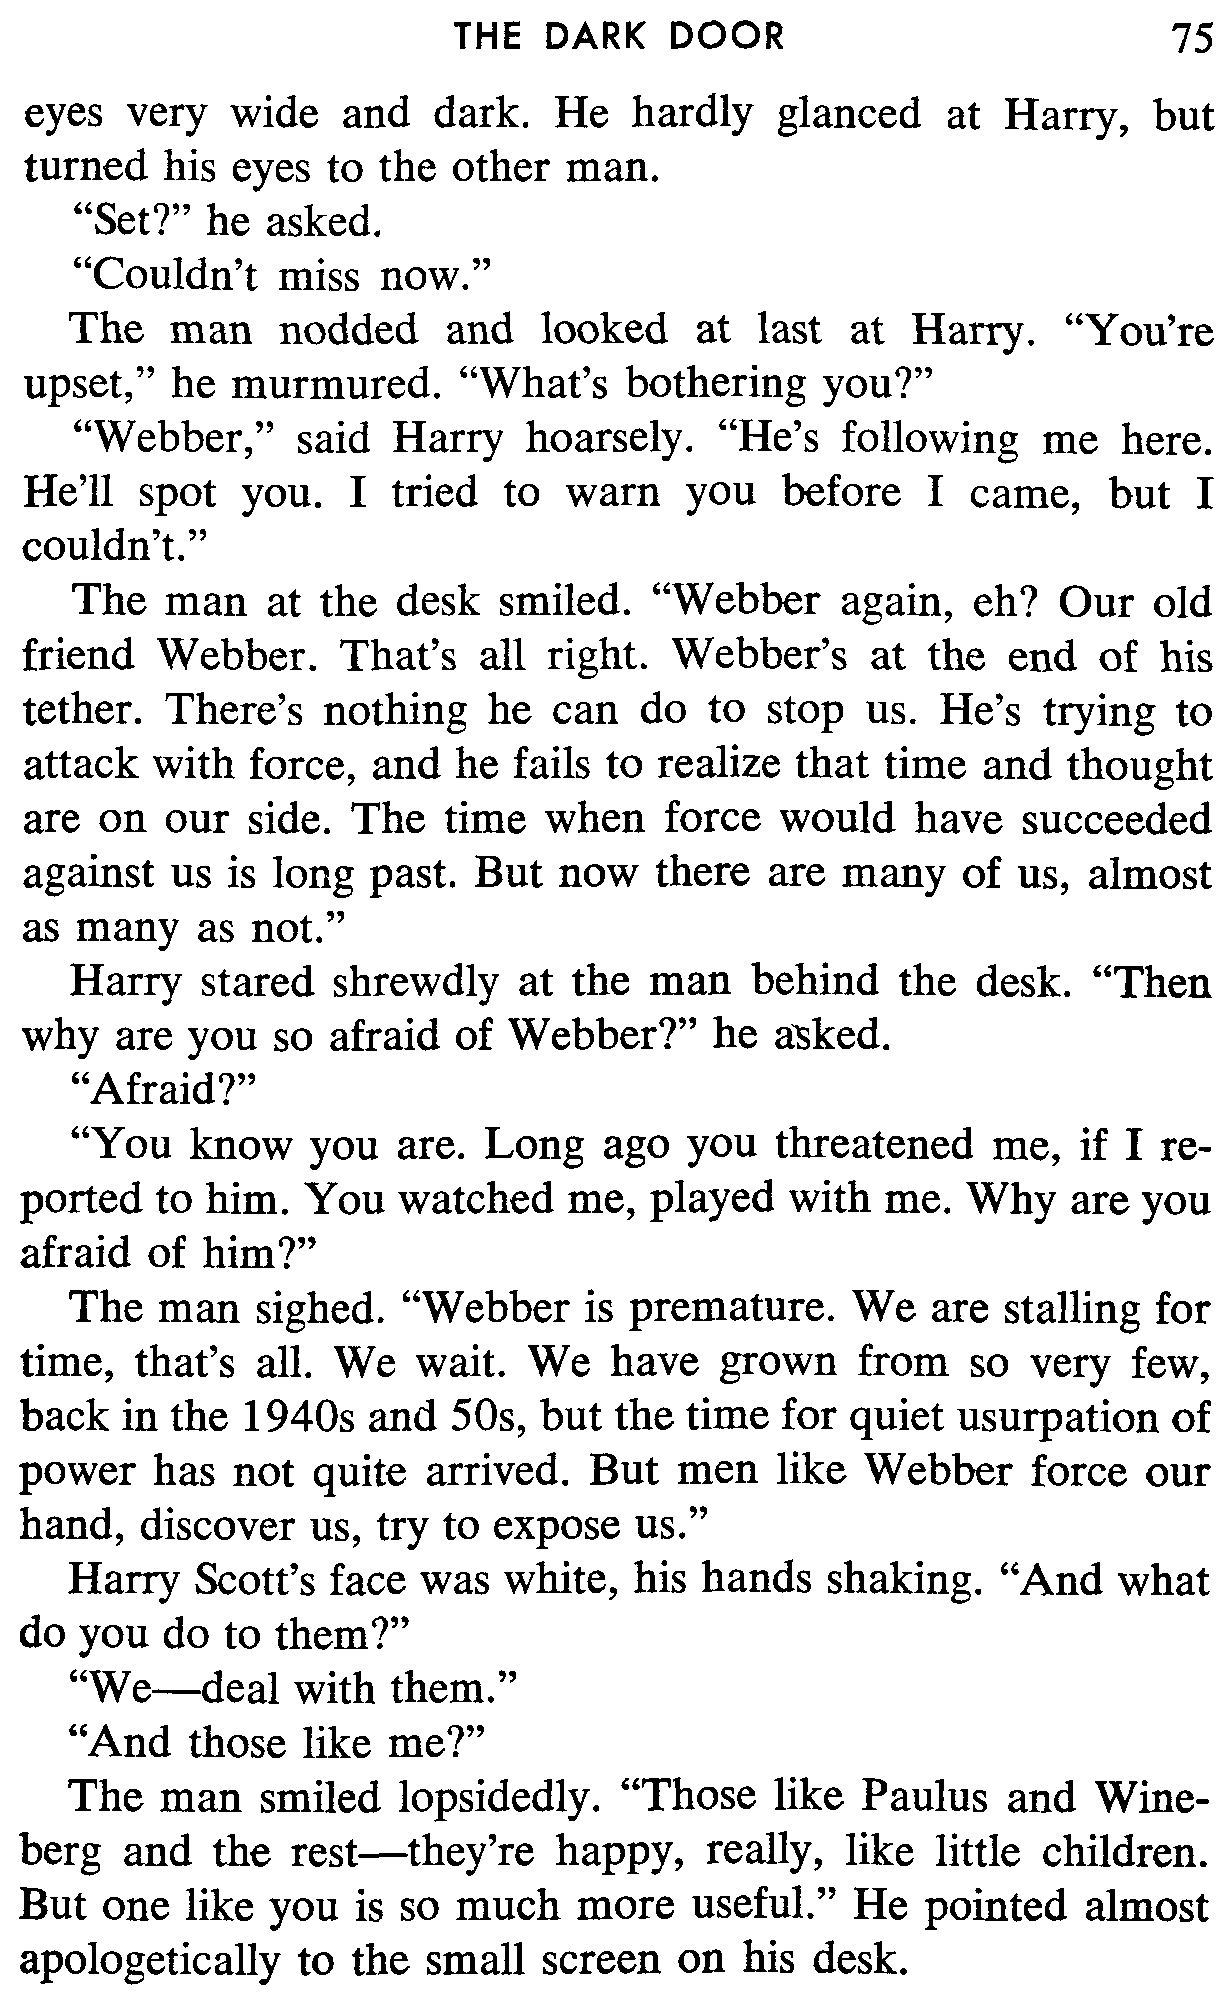 THE DARK DOOR 75
eyes very wide and dark. He hardly glanced at Harry, but
turned his eyes to the other man.
“Set?” he asked.
“Couldn’t miss now.”
The man nodded and looked at last at Harry. “You’re
upset,” he murmured. “What’s bothering you?”
“Webber,” said Harry hoarsely. “He’s following me here.
He’ll spot you. I tried to warn you before I came, but I
couldn’t.”
The man at the desk smiled. “Webber again, eh? Our old
friend Webber. That’s all right. Webber’s at the end of his
tether. There’s nothing he can do to stop us. He’s trying to
attack with force, and he fails to realize that time and thought
are on our side. The time when force would have succeeded
against us is long past. But now there are many of us, almost
as many as not.”
Harry stared shrewdly at the man behind the desk. “Then
why are you so afraid of Webber?” he asked.
“Afraid?”
“You know you are. Long ago you threatened me, if I re-
ported to him. You watched me, played with me. Why are you
afraid of him?”
The man sighed. “Webber is premature. We are stalling for
time, that’s all. We wait. We have grown from so very few,
back in the 1940s and 50s, but the time for quiet usurpation of
power has not quite arrived. But men like Webber force our
hand, discover us, try to expose us.”
Harry Scott’s face was white, his hands shaking. “And what
do you do to them?”
“We—deal with them.”
“And those like me?”
The man smiled lopsidedly. “Those like Paulus and Wine-
berg and the rest—they’re happy, really, like little children.
But one like you is so much more useful.” He pointed almost
apologetically to the small screen on his desk.